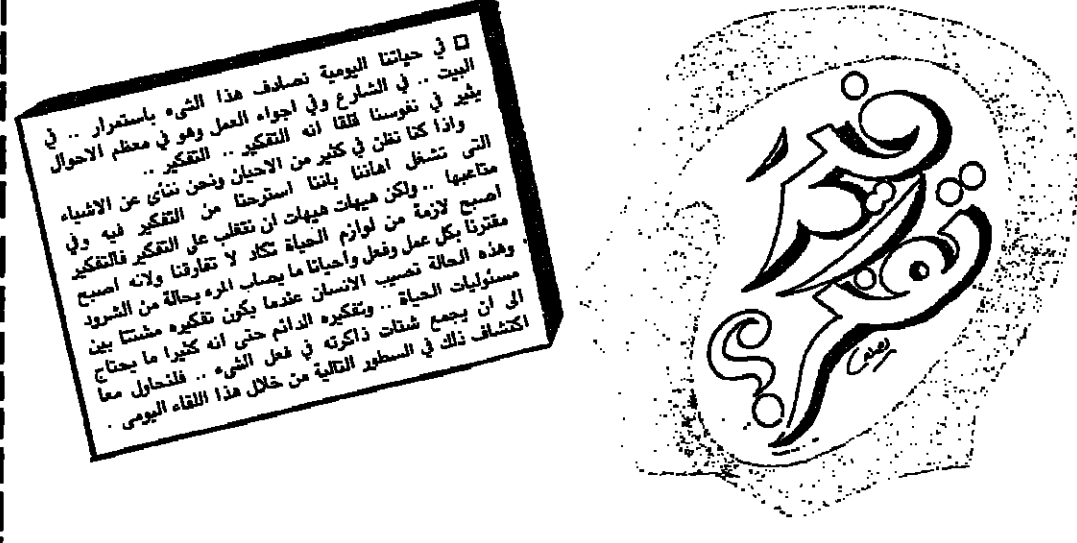 □ في حياتنا اليومية نصادف هذا الشىء باستمرار .. في
البيت .. في الشارع وفي اجواء العمل وهو في معظم الاحوال
يثير في نفوسنا قلقا انه التفكير .. التفكير ..
واذا كنا نظن في كثير من الاحيان ونحن ننأى عن الاشياء
التى تشغل اهاننا باننا استرحنا من التفكير فيه وفي
متاعبها .. ولكن هيهات هيهات ان نتغلب على التفكير فالتفكير
اصبح لازمة من لوازم الحياة تكاد لا تفارقنا ولانه اصبح
مقترنا بكل عمل وفعل واحيانا ما يصاب المرء بحالة من الشرود
وهذه الحالة تصيب الانسان عندما يكون تفكيره مشتتا بين
مسئوليات الحياة .. وتفكيره الدائم حتى انه كثيرا ما يحتاج
الى ان يجمع شتات ذاكرته في فعل الشىء .. فلنحاول معا
اكتشاف ذلك في السطور التالية من خلال هذا اللقاء اليومى .